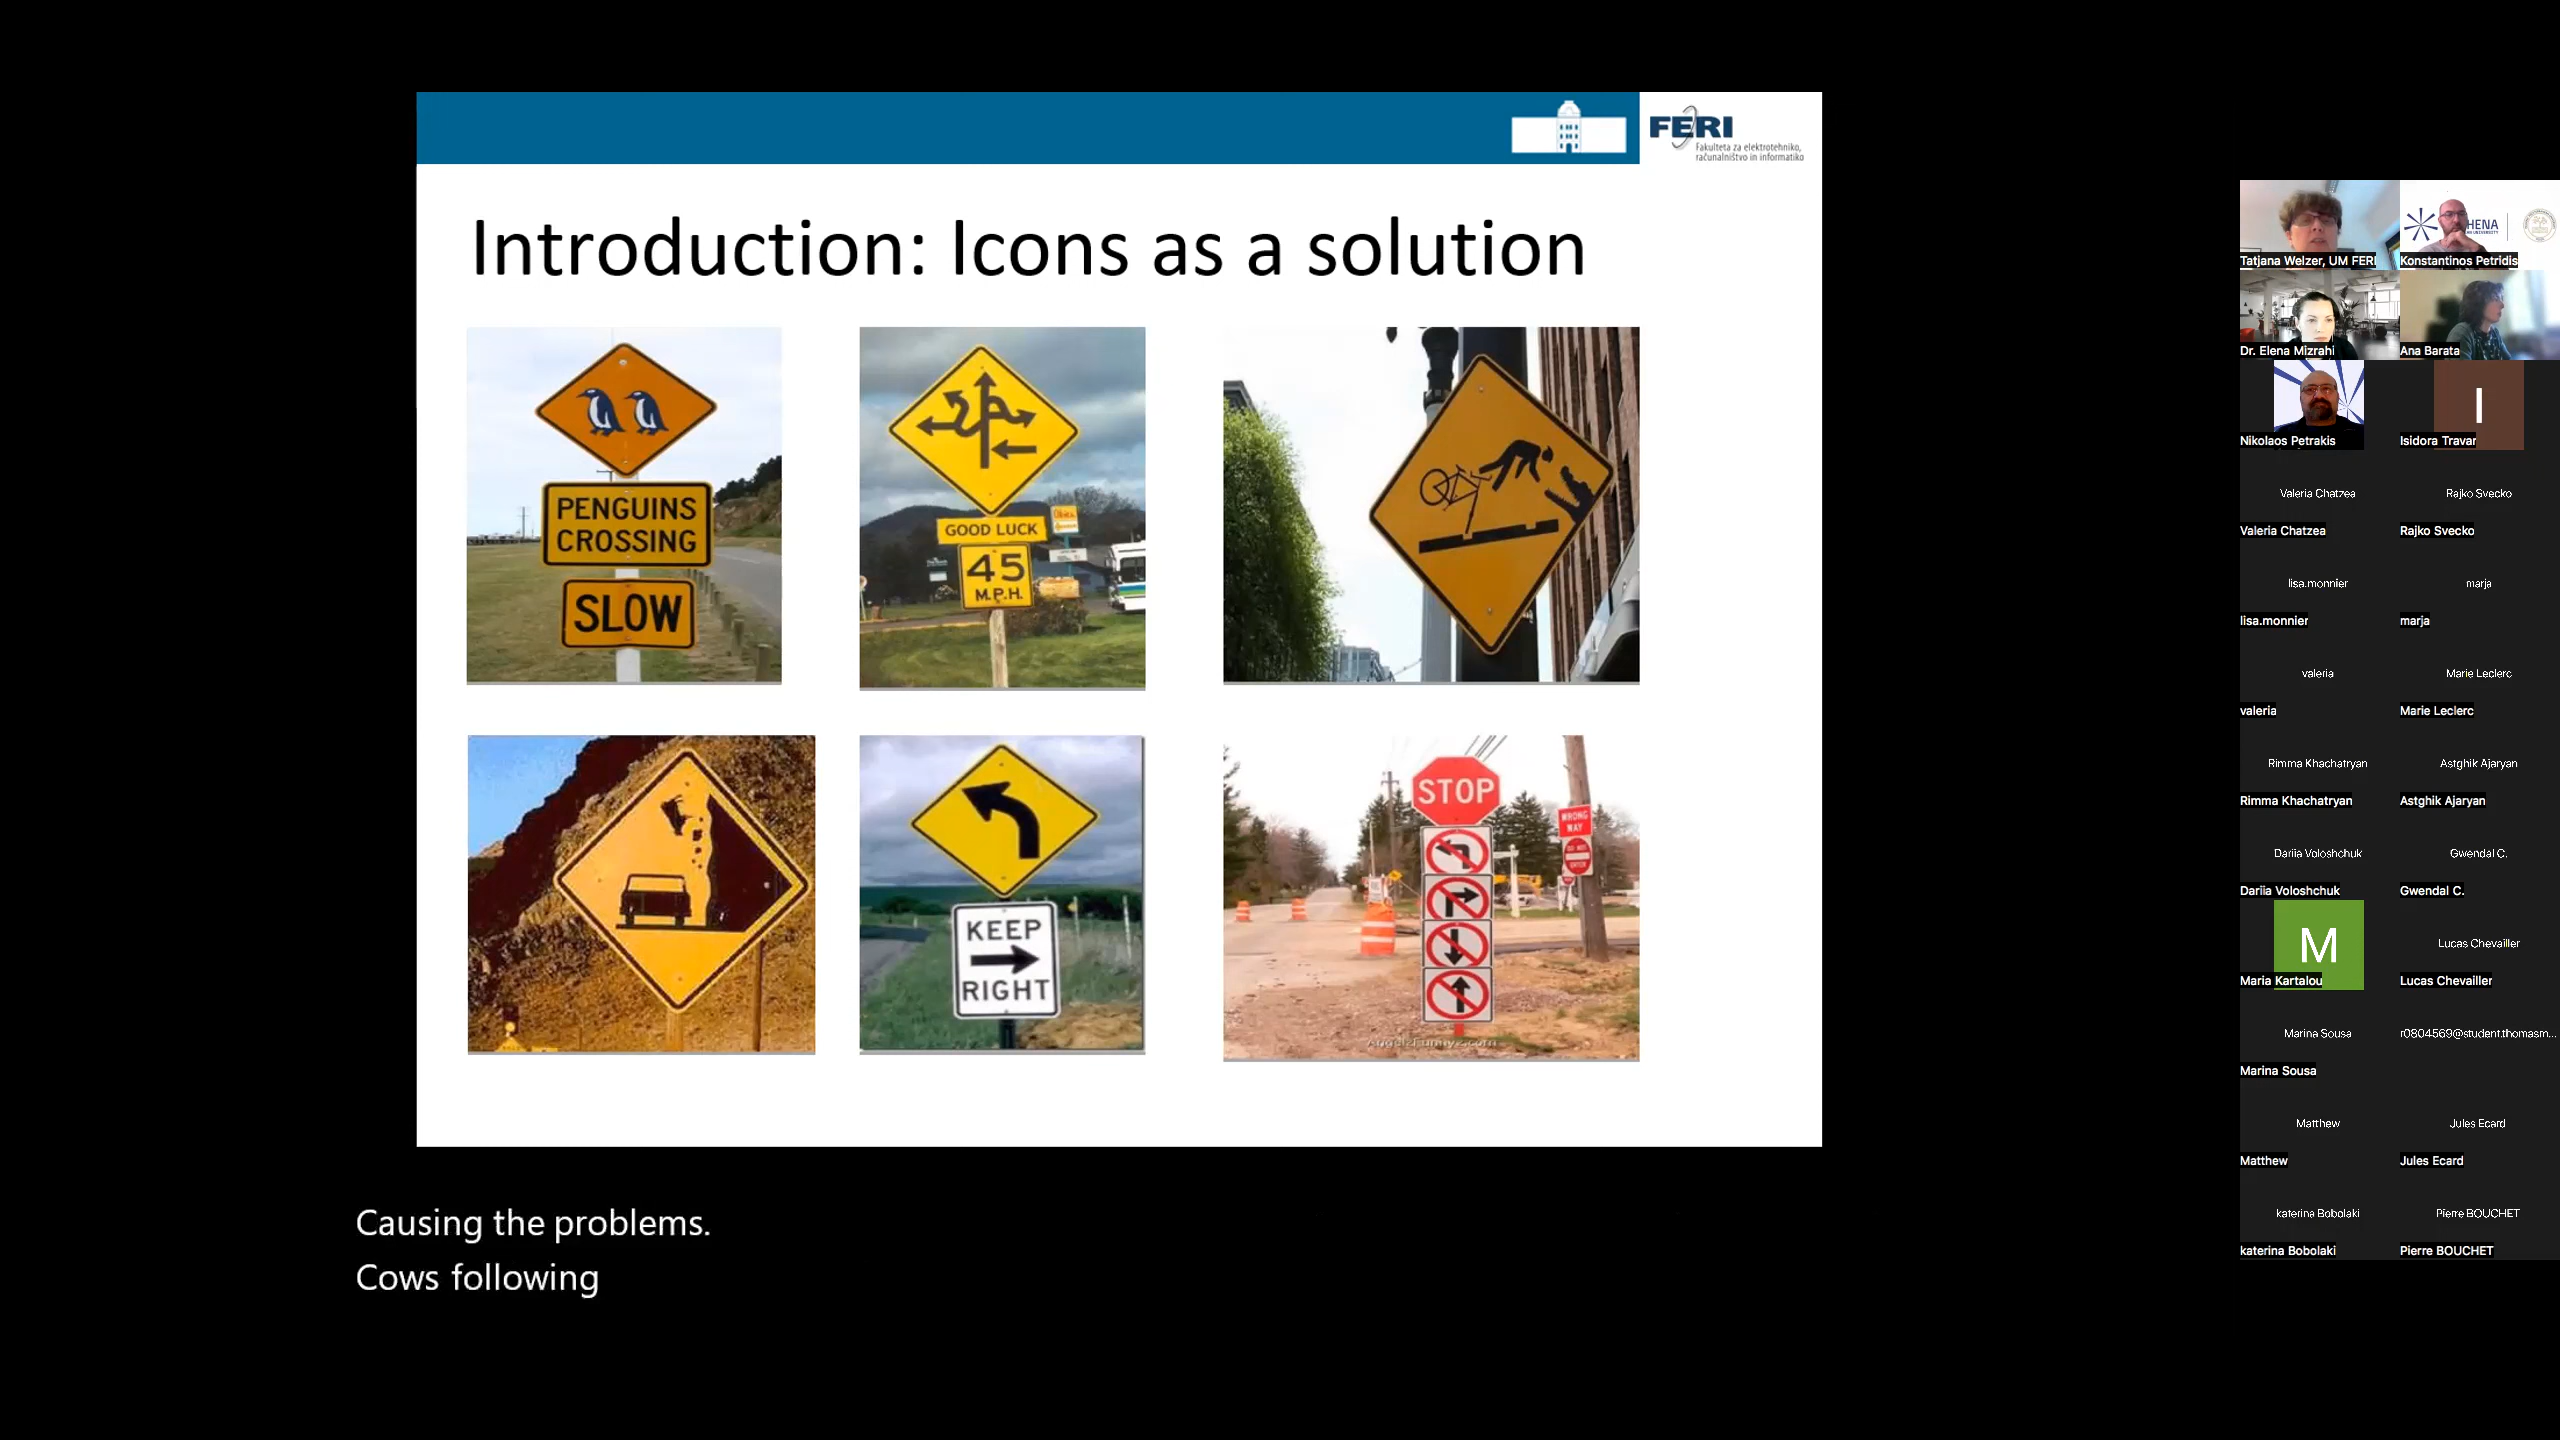 FERI
Fakulteta za elektrotehniko,
računalništvo in informatiko
Introduction: Icons as a solution
PENGUINS
CROSSING
SLOW
GOOD LUCK
45
M.P.H.
KEEP
RIGHT
STOP
WRONG
WAY
Causing the problems.
Cows following
HENA
Tatjana Welzer, UM FERI
Konstantinos Petridis
Dr. Elena Mizrahi
Ana Barata
I
Nikolaos Petrakis
Isidora Travar
Valeria Chatzea
Rajko Svecko
Valeria Chatzea
Rajko Svecko
lisa.monnier
marja
lisa.monnier
marja
valeria
Marie Leclerc
valeria
Marie Leclerc
Rimma Khachatryan
Astghik Ajaryan
Rimma Khachatryan
Astghik Ajaryan
Dariia Voloshchuk
Gwendal C.
Dariia Voloshchuk
Gwendal C.
M
Lucas Chevailler
Maria Kartalou
Lucas Chevailler
Marina Sousa
r0804569@student.thomasm...
Marina Sousa
Matthew
Jules Ecard
Matthew
Jules Ecard
katerina Bobolaki
Pierre BOUCHET
katerina Bobolaki
Pierre BOUCHET